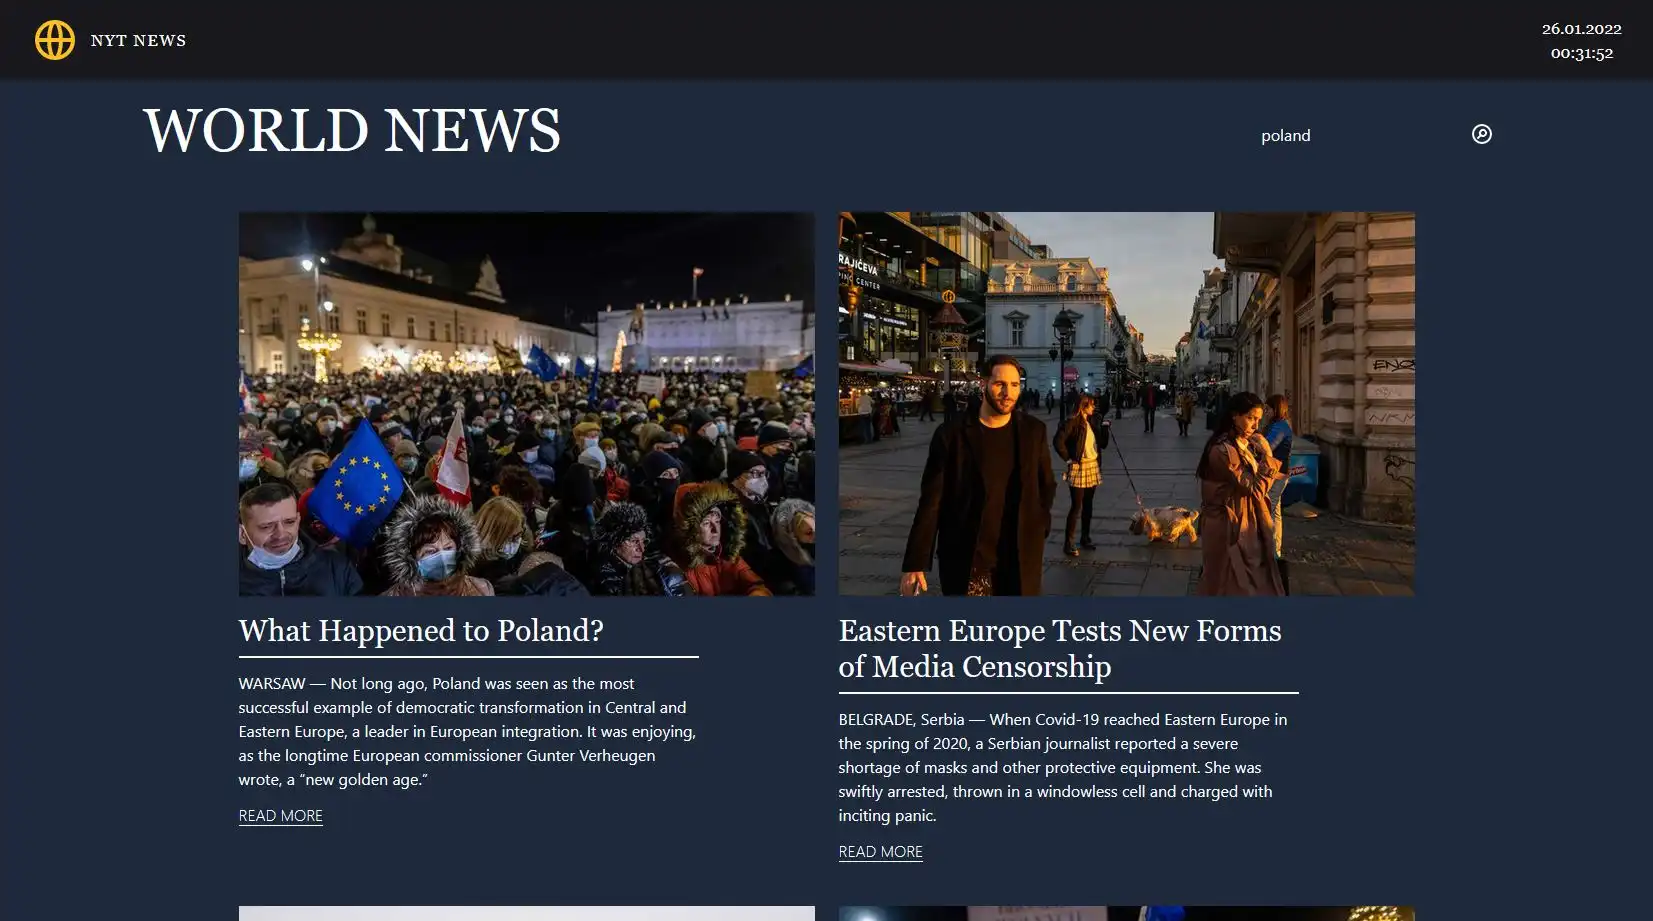 NYT NEWS
26.01.2022
00:31:52
WORLD NEWS
poland
RAJIĆEVA
PING CENTER
What Happened to Poland?
WARSAW — Not long ago, Poland was seen as the most
successful example of democratic transformation in Central and
Eastern Europe, a leader in European integration. It was enjoying,
as the longtime European commissioner Gunter Verheugen
wrote, a “new golden age.”
READ MORE
Eastern Europe Tests New Forms
of Media Censorship
BELGRADE, Serbia — When Covid-19 reached Eastern Europe in
the spring of 2020, a Serbian journalist reported a severe
shortage of masks and other protective equipment. She was
swiftly arrested, thrown in a windowless cell and charged with
inciting panic.
READ MORE